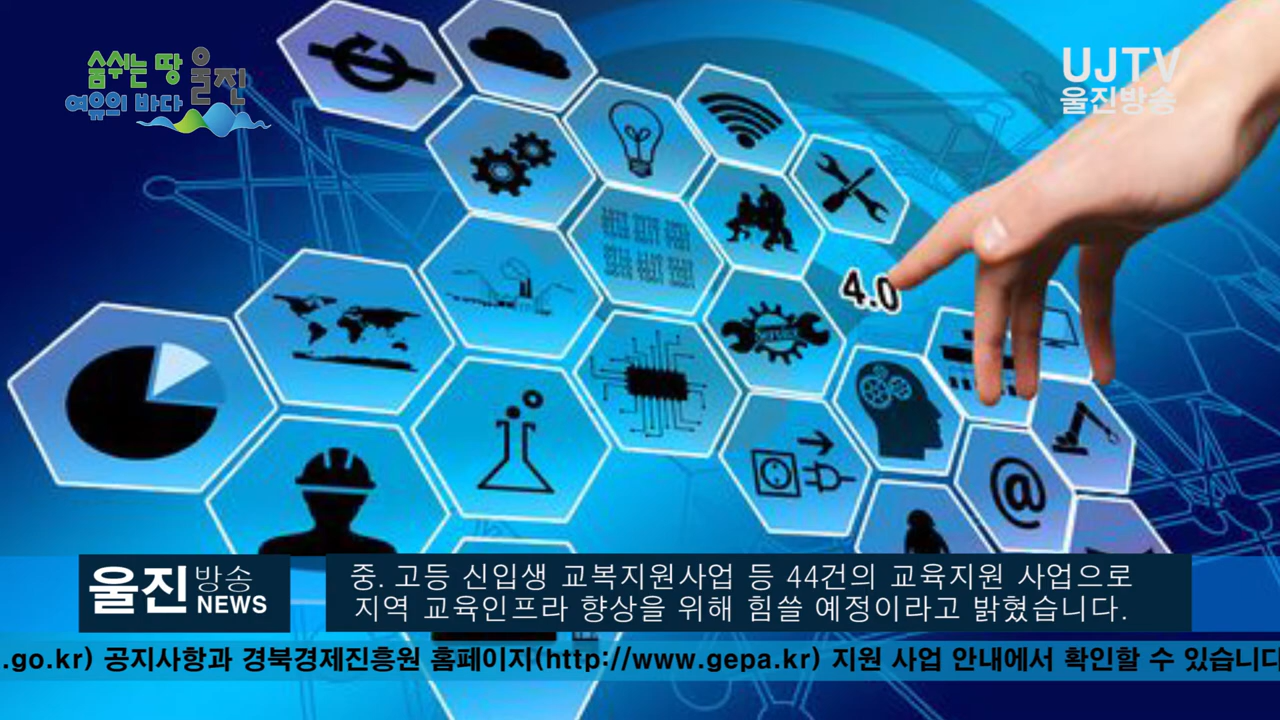 숨쉬는 땅 울진
여유의 바다
UJTV
울진방송
4.0
@
울진방송 NEWS
중. 고등 신입생 교복지원사업 등 44건의 교육지원 사업으로
지역 교육인프라 향상을 위해 힘쓸 예정이라고 밝혔습니다.
.go.kr) 공지사항과 경북경제진흥원 홈페이지(http://www.gepa.kr) 지원 사업 안내에서 확인할 수 있습니다